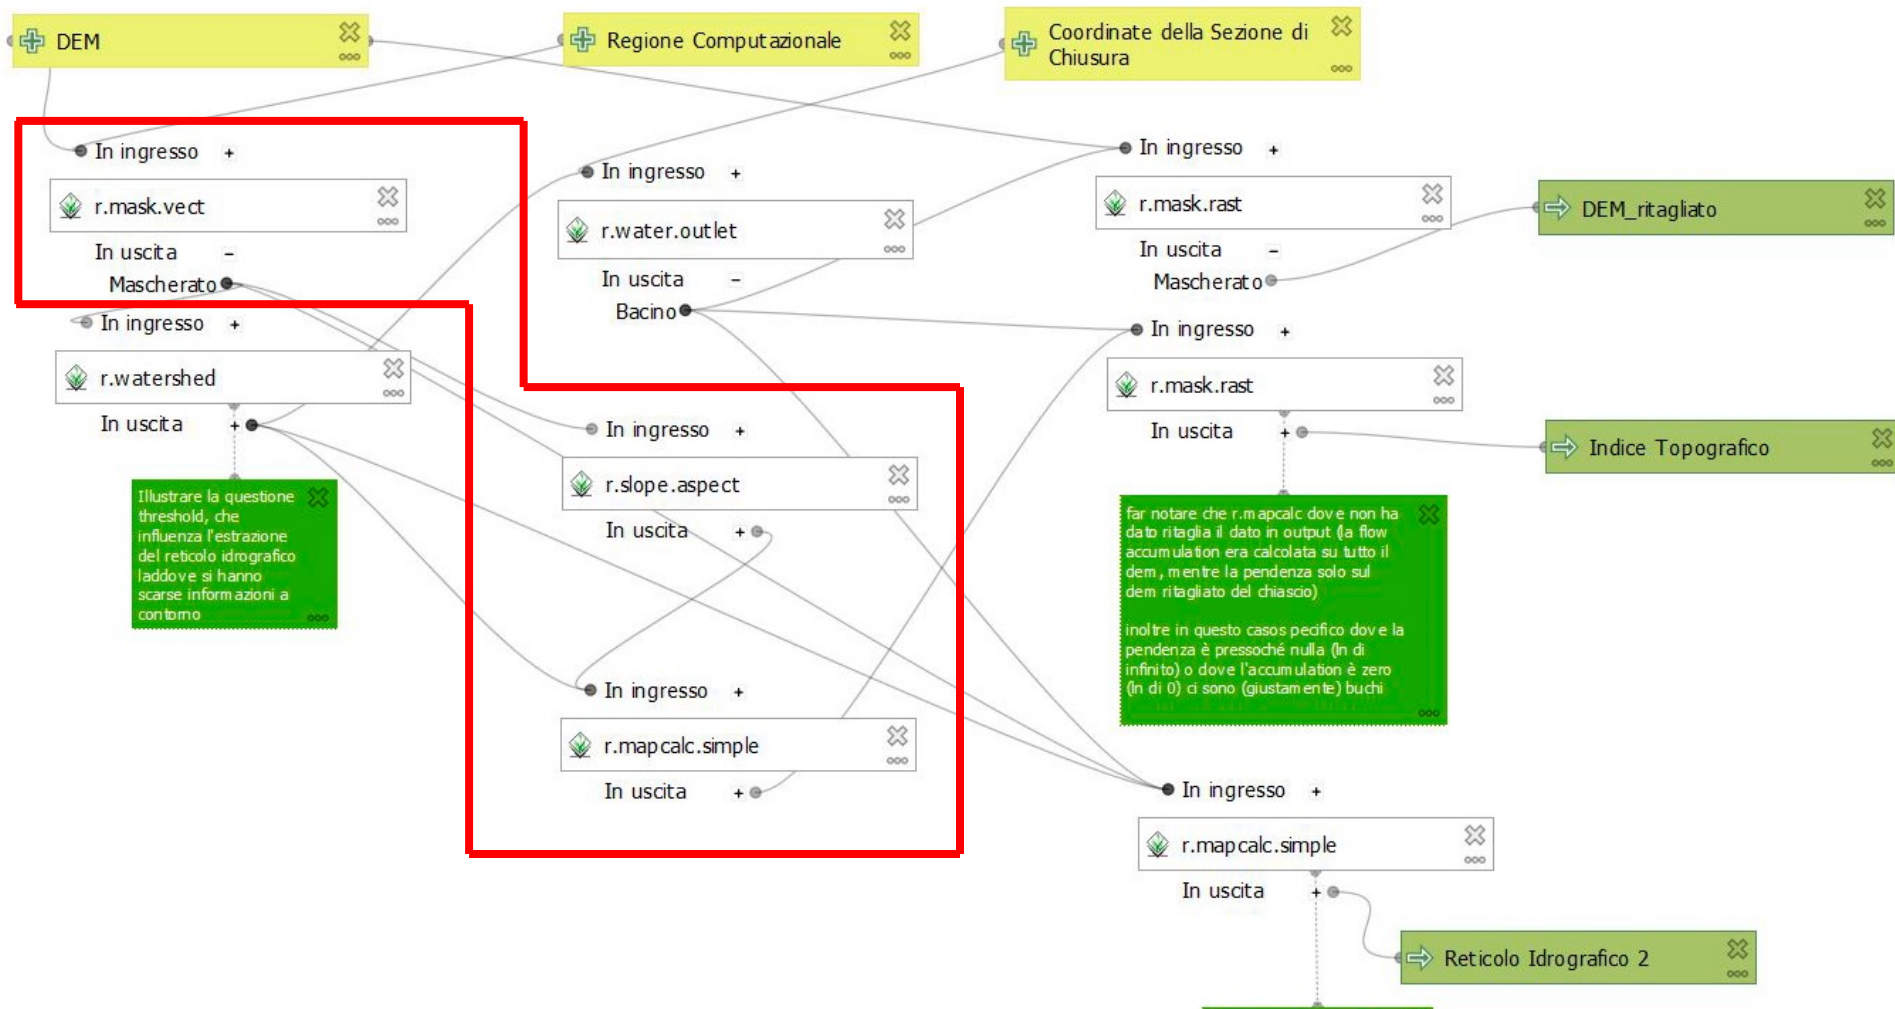 DEM
Regione Computazionale
Coordinate della Sezione di
Chiusura
In ingresso +
r.mask.vect
In uscita -
Mascherato
In ingresso +
r.watershed
In uscita +
Illustrare la questione
threshold, che
influenza l'estrazione
del reticolo idrografico
laddove si hanno
scarse informazioni a
contorno
In ingresso +
r.water.outlet
In uscita -
Bacino
In ingresso +
r.slope.aspect
In uscita +
In ingresso +
r.mapcalc.simple
In uscita +
In ingresso +
r.mask.rast
In uscita -
Mascherato
DEM_ritagliato
In ingresso +
r.mask.rast
In uscita +
Indice Topografico
far notare che r.mapcalc dove non ha
dato ritaglia il dato in output (la flow
accumulation era calcolata su tutto il
dem, mentre la pendenza solo sul
dem ritagliato del chiascio)
inoltre in questo casos pecifico dove la
pendenza è pressoché nulla (ln di
infinito) o dove l'accumulation è zero
(ln di 0) ci sono (giustamente) buchi
In ingresso +
r.mapcalc.simple
In uscita +
Reticolo Idrografico 2